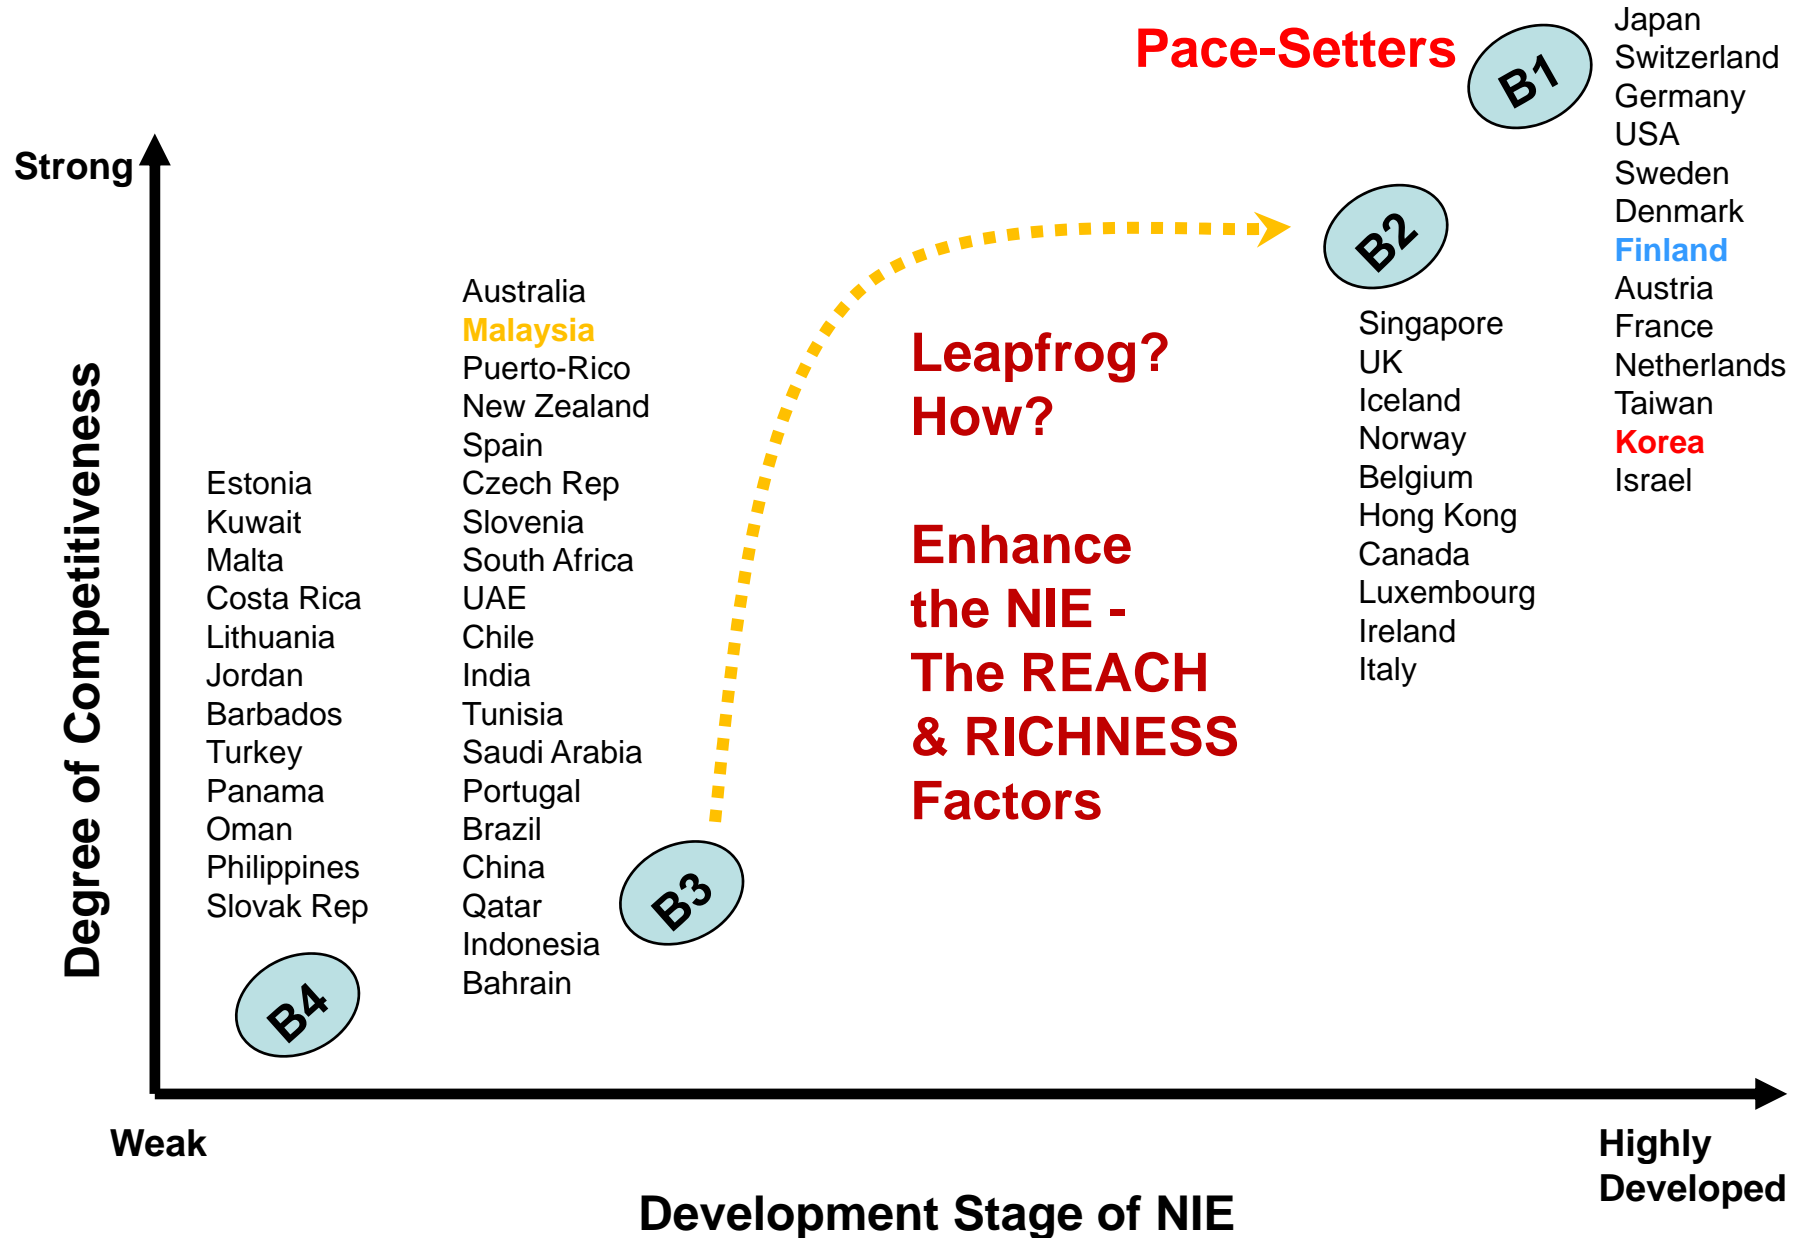 Pace-Setters
B1
Japan
Switzerland
Germany
USA
Sweden
Denmark
Finland
Austria
France
Netherlands
Taiwan
Korea
Israel
Strong
B2
Singapore
UK
Iceland
Norway
Belgium
Hong Kong
Canada
Luxembourg
Ireland
Italy
Leapfrog?
How?
Enhance
the NIE -
The REACH
& RICHNESS
Factors
Australia
Malaysia
Puerto-Rico
New Zealand
Spain
Czech Rep
Slovenia
South Africa
UAE
Chile
India
Tunisia
Saudi Arabia
Portugal
Brazil
China
Qatar
Indonesia
Bahrain
B3
Estonia
Kuwait
Malta
Costa Rica
Lithuania
Jordan
Barbados
Turkey
Panama
Oman
Philippines
Slovak Rep
B4
Degree of Competitiveness
Weak
Highly
Developed
Development Stage of NIE